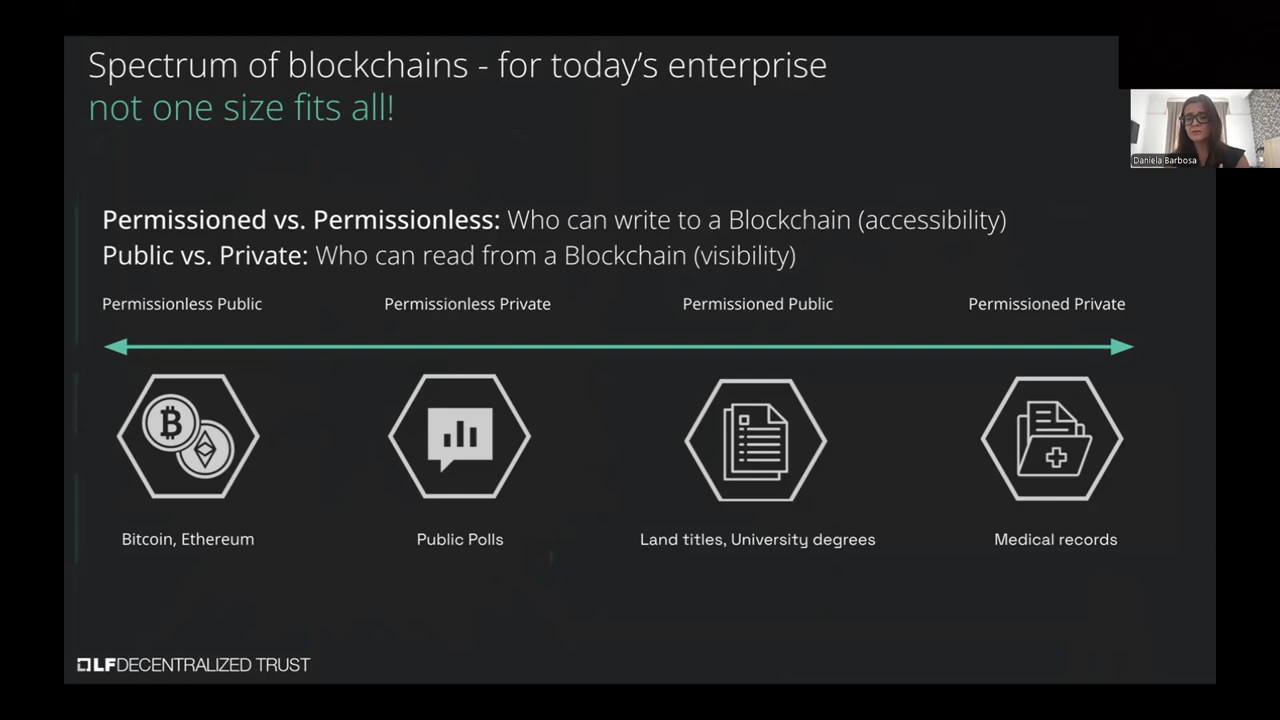 Spectrum of blockchains - for today's enterprise
not one size fits all!
Daniela Barbosa
Permissioned vs. Permissionless: Who can write to a Blockchain (accessibility)
Public vs. Private: Who can read from a Blockchain (visibility)
Permissionless Public
Permissionless Private
Permissioned Public
Permissioned Private
Bitcoin, Ethereum
Public Polls
Land titles, University degrees
Medical records
LFDECENTRALIZED TRUST